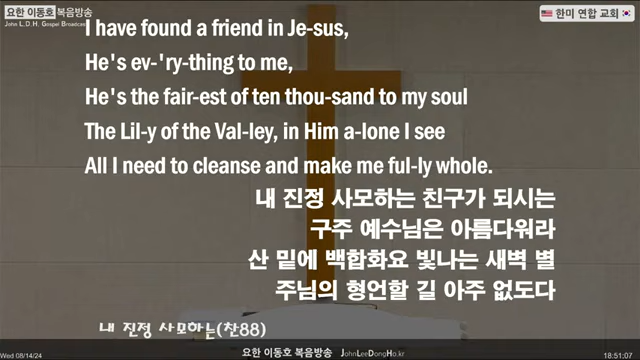 요한 이동호 복음방송
한미 연합 교회
John L.D.H. Gospel Broadcast
I have found a friend in Je-sus,
He's ev-'ry-thing to me,
He's the fair-est of ten thou-sand to my soul
The Lil-y of the Val-ley, in Him a-lone I see
All I need to cleanse and make me ful-ly whole.
내 진정 사모하는 친구가 되시는
구주 예수님은 아름다워라
산 밑에 백합화요 빛나는 새벽 별
주님의 형언할 길 아주 없도다
내 진정 사모하는(찬88)
Wed 08/14/24
요한 이동호 복음방송 JohnLeeDongHo.kr
18:51:07